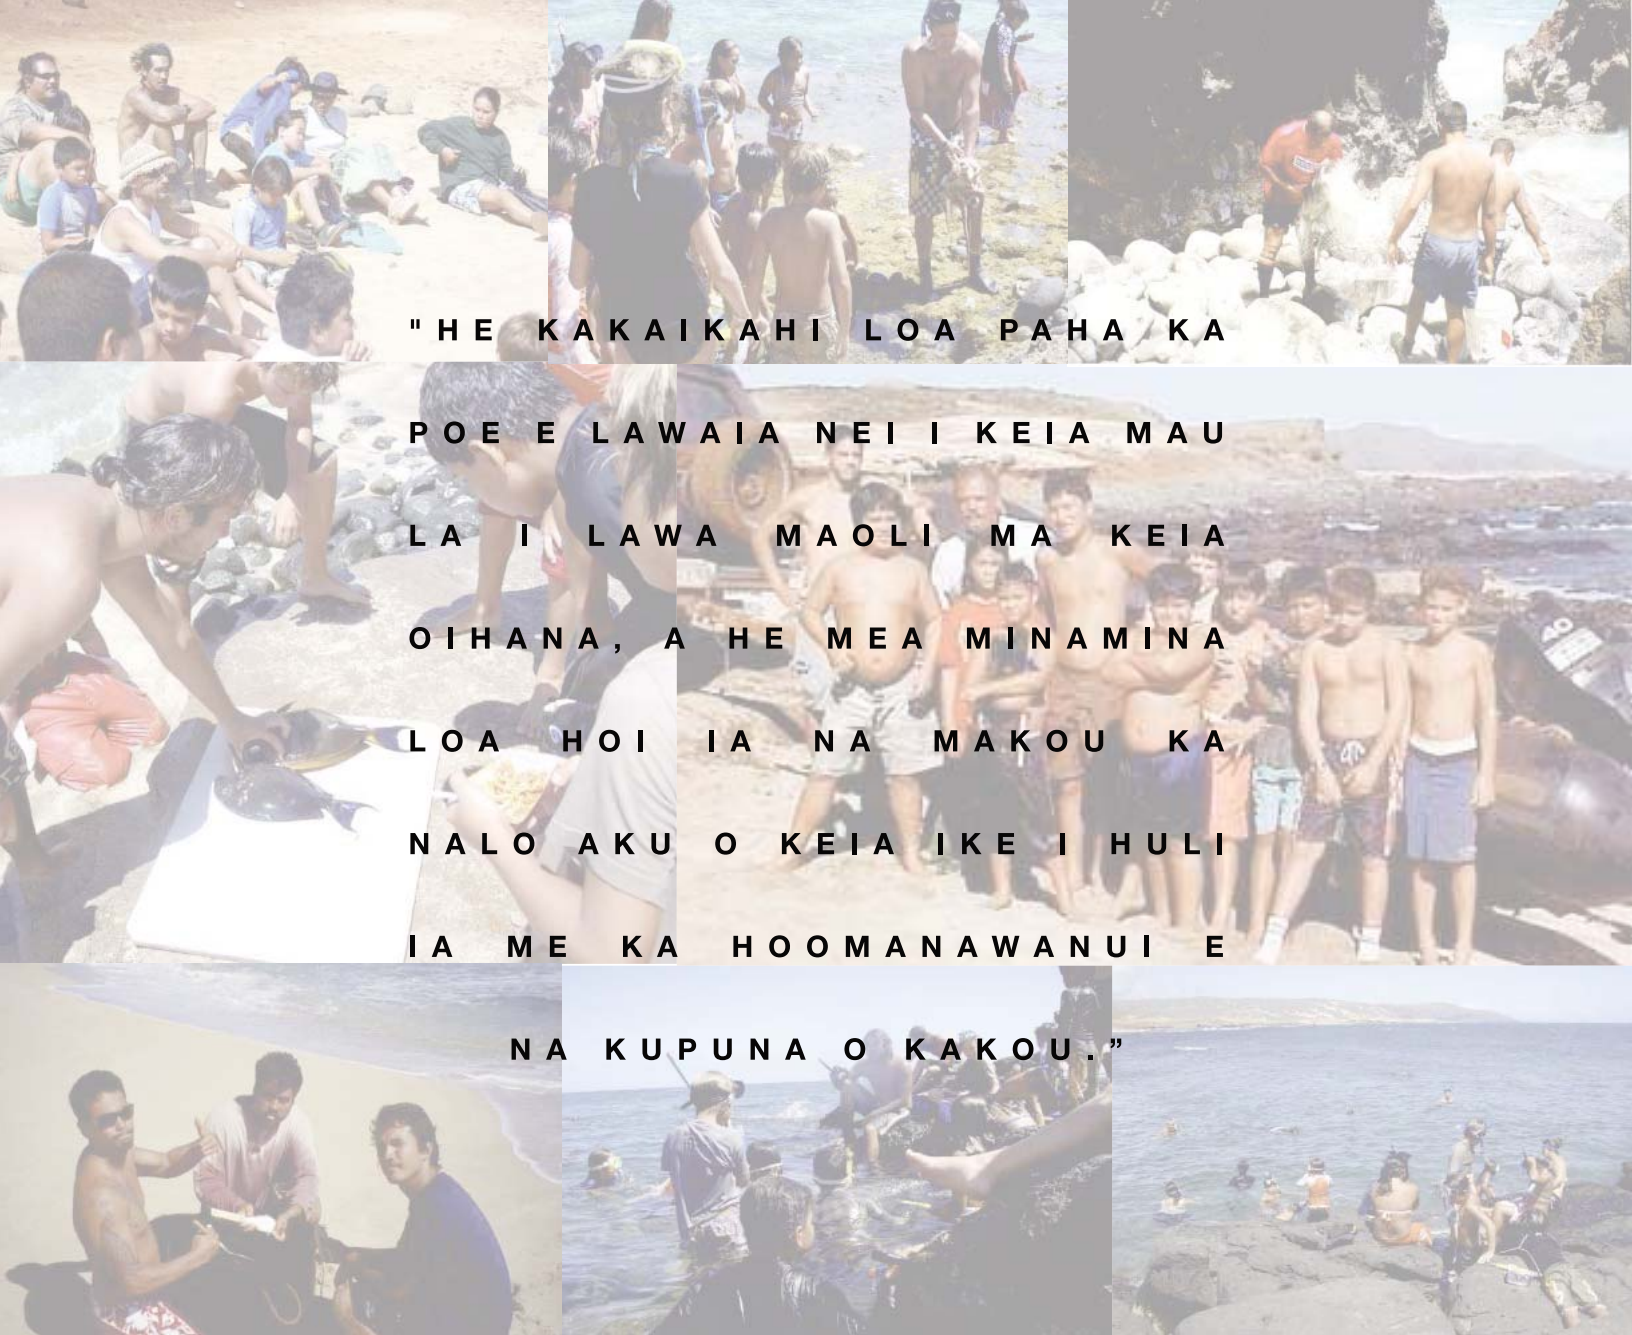 "HE KAKAIKAHI LOA PAHA KA
POE E LAWAIA NEI I KEIA MAU
LA I LAWA MAOLI MA KEIA
OIHANA, A HE MEA MINAMINA
LOA HOI IA NA MAKOU KA
NALO AKU O KEIA IKE I HULI
IA ME KA HOOMANAWANUI E
NA KUPUNA O KAKOU.”
40